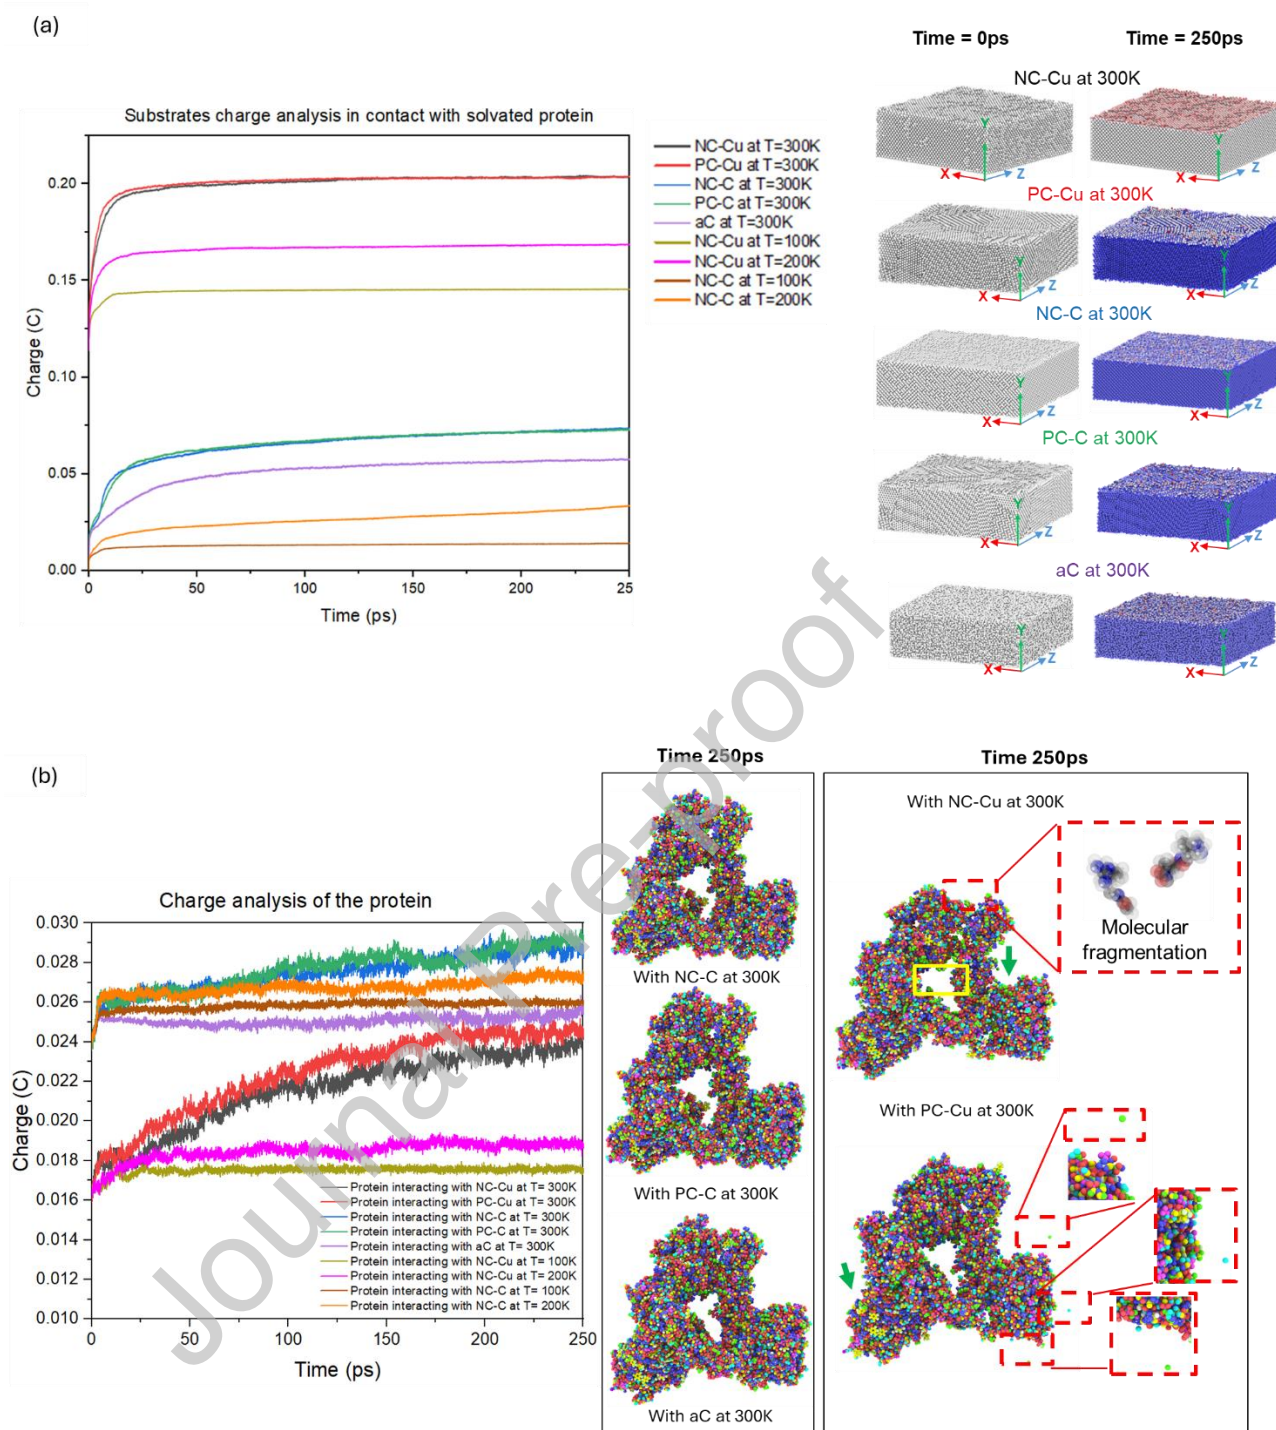 (a)
Time = 0ps
Time = 250ps
Substrates charge analysis in contact with solvated protein
Charge (C)
0.20
0.15
0.10
0.05
0.00
0
50
100
150
200
25
Time (ps)
NC-Cu at T=300K
PC-Cu at T=300K
NC-C at T=300K
PC-C at T=300K
aC at T=300K
NC-Cu at T=100K
NC-Cu at T=200K
NC-C at T=100K
NC-C at T=200K
NC-Cu at 300K
Y
X
Z
Y
X
Z
PC-Cu at 300K
Y
X
Z
Y
X
Z
NC-C at 300K
Y
X
Z
Y
X
Z
PC-C at 300K
Y
X
Z
Y
X
Z
aC at 300K
Y
X
Z
Y
X
Z
(b)
Charge analysis of the protein
Charge (C)
0.030
0.028
0.026
0.024
0.022
0.020
0.018
0.016
0.014
0.012
0.010
0
50
100
150
200
250
Time (ps)
Protein interacting with NC-Cu at T= 300K
Protein interacting with PC-Cu at T= 300K
Protein interacting with NC-C at T= 300K
Protein interacting with PC-C at T= 300K
Protein interacting with aC at T= 300K
Protein interacting with NC-Cu at T= 100K
Protein interacting with NC-Cu at T= 200K
Protein interacting with NC-C at T= 100K
Protein interacting with NC-C at T= 200K
Time 250ps
With NC-C at 300K
With PC-C at 300K
With aC at 300K
Time 250ps
With NC-Cu at 300K
Molecular
fragmentation
With PC-Cu at 300K
Journal Pre-proof